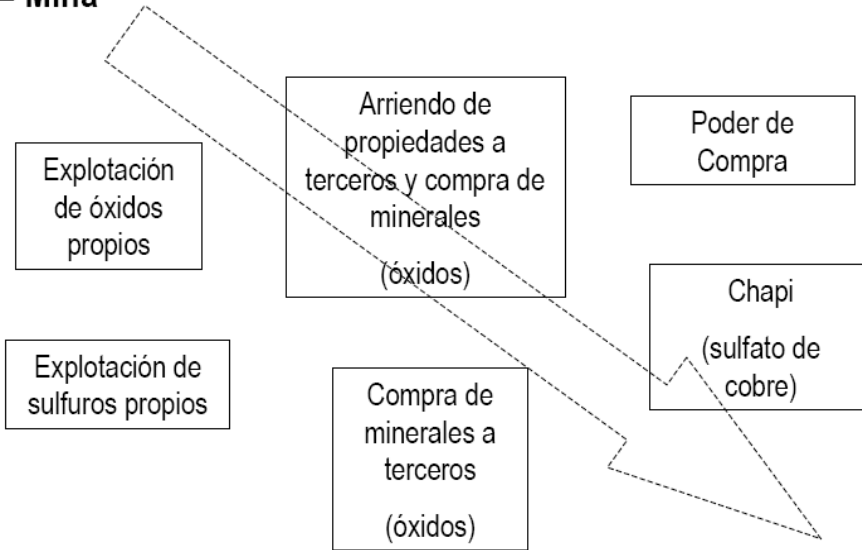 Explotación
de óxidos
propios
Explotación de
sulfuros propios
Arriendo de
propiedades a
terceros y compra de
minerales
(óxidos)
Compra de
minerales a
terceros
(óxidos)
Poder de
Compra
Chapi
(sulfato de
cobre)